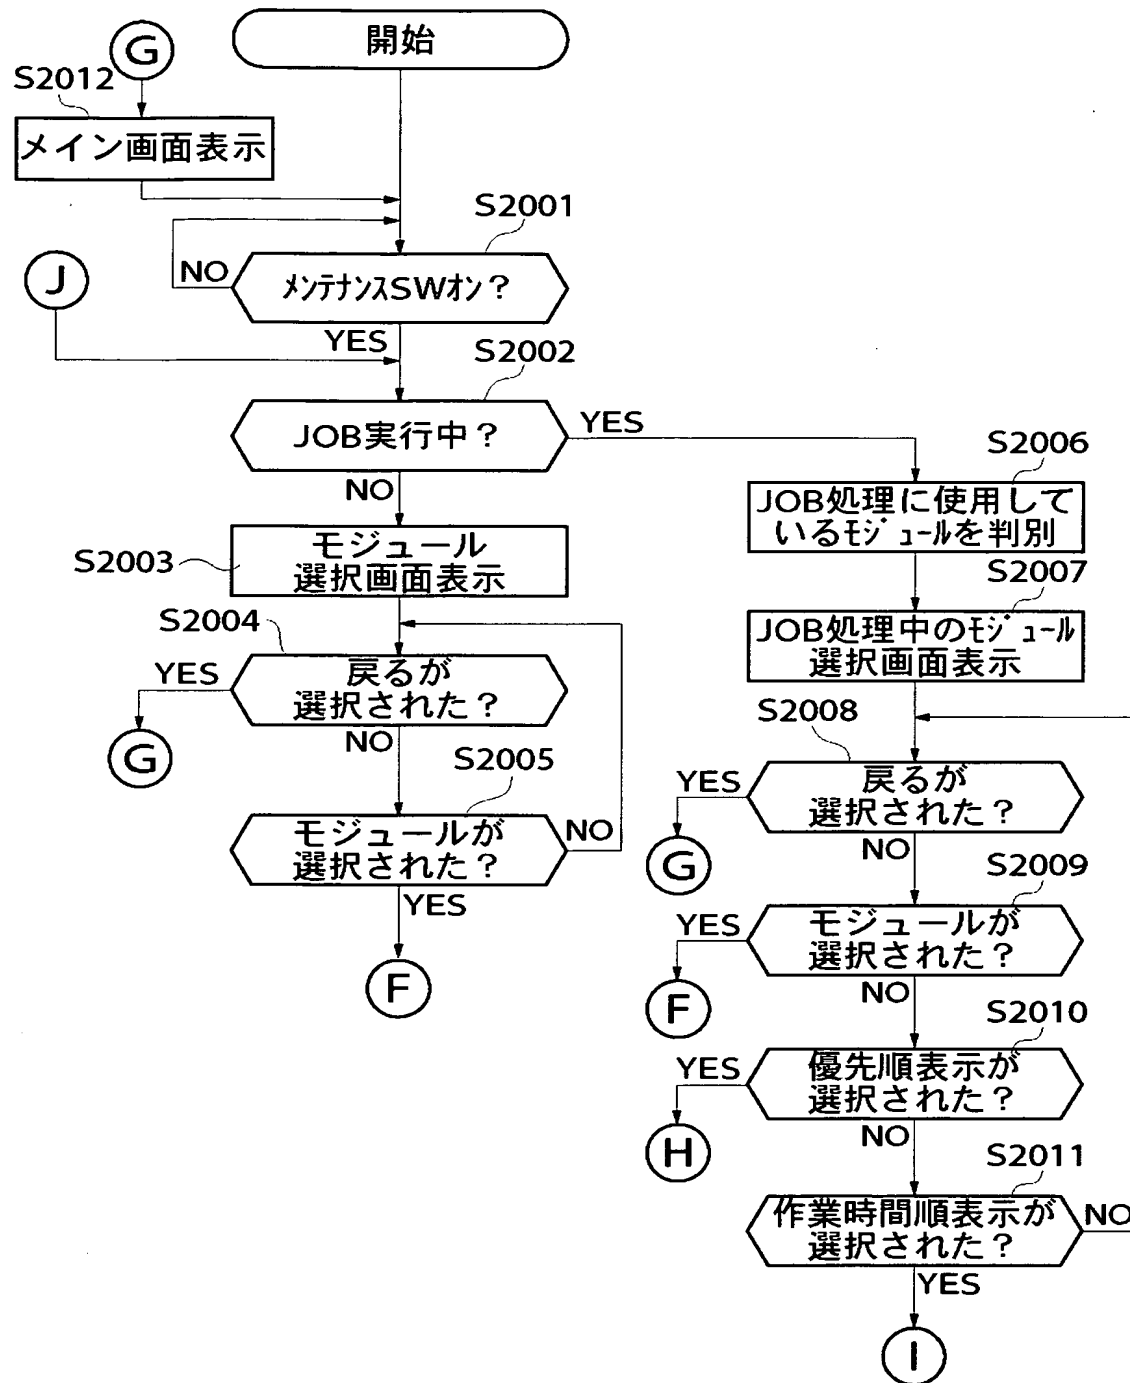 開始
G
S2012
メイン画面表示
S2001
NO
メンテナンスSWオン？
J
YES
S2002
JOB実行中？
YES
NO
S2003
モジュール
選択画面表示
S2004
YES
戻るが
選択された？
G
NO
S2005
モジュールが
選択された？
NO
YES
F
S2006
JOB処理に使用して
いるモジュールを判別
S2007
JOB処理中のモジュール
選択画面表示
S2008
YES
戻るが
選択された？
G
NO
S2009
YES
モジュールが
選択された？
F
NO
S2010
YES
優先順表示が
選択された？
H
NO
S2011
作業時間順表示が
選択された？
NO
YES
I